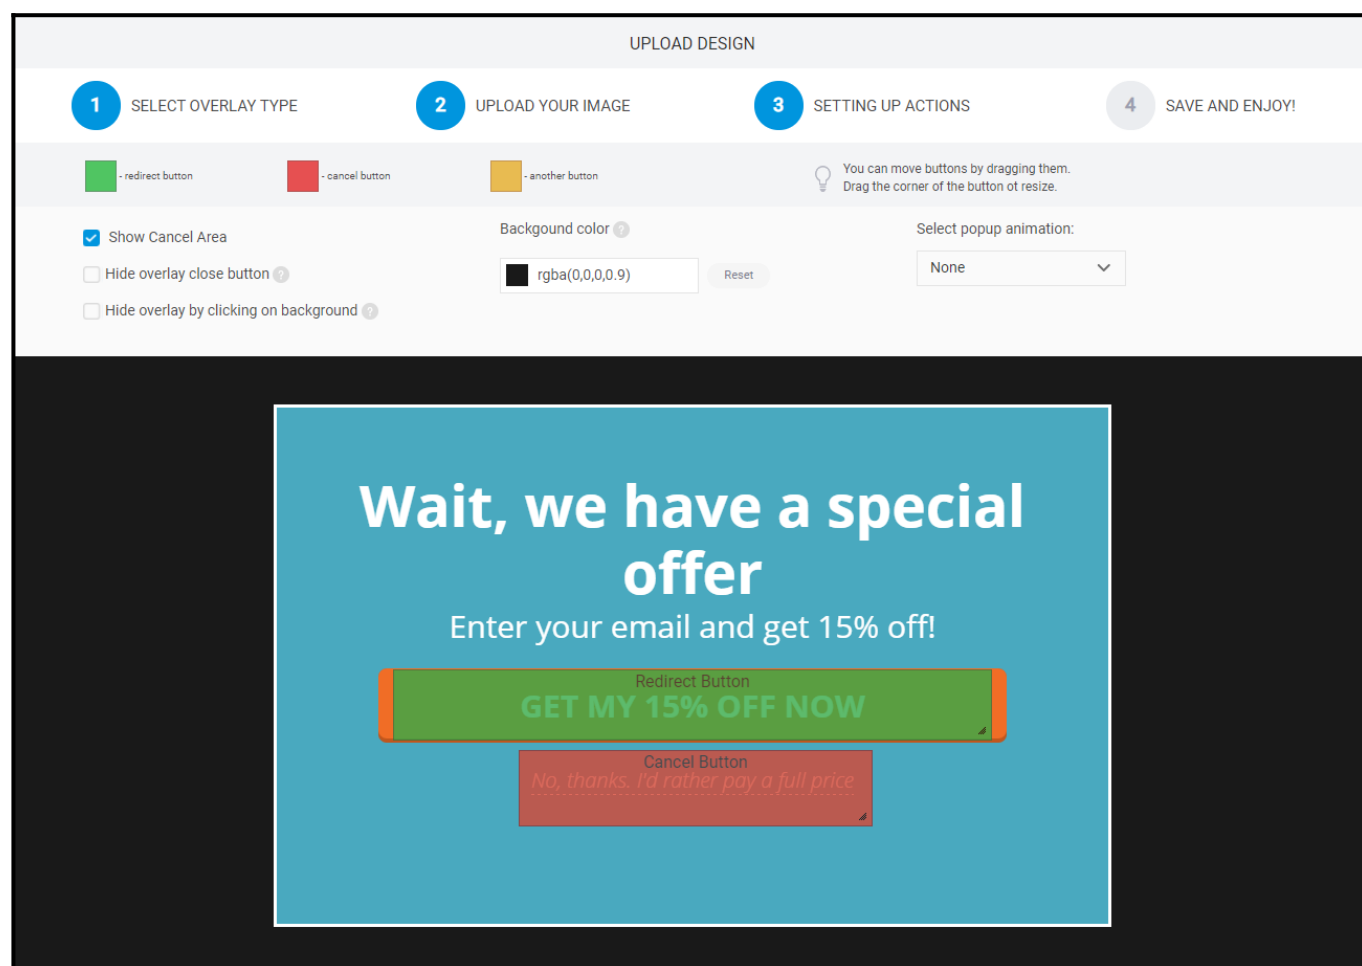 UPLOAD DESIGN
1 SELECT OVERLAY TYPE 2 UPLOAD YOUR IMAGE 3 SETTING UP ACTIONS 4 SAVE AND ENJOY!
- redirect button - cancel button - another button
You can move buttons by dragging them.
Drag the corner of the button ot resize.
Show Cancel Area
Hide overlay close button ?
Hide overlay by clicking on background ?
Backgound color ?
rgba(0,0,0,0.9) Reset
Select popup animation:
None
Wait, we have a special
offer
Enter your email and get 15% off!
Redirect Button
GET MY 15% OFF NOW
Cancel Button
No, thanks. I'd rather pay a full price